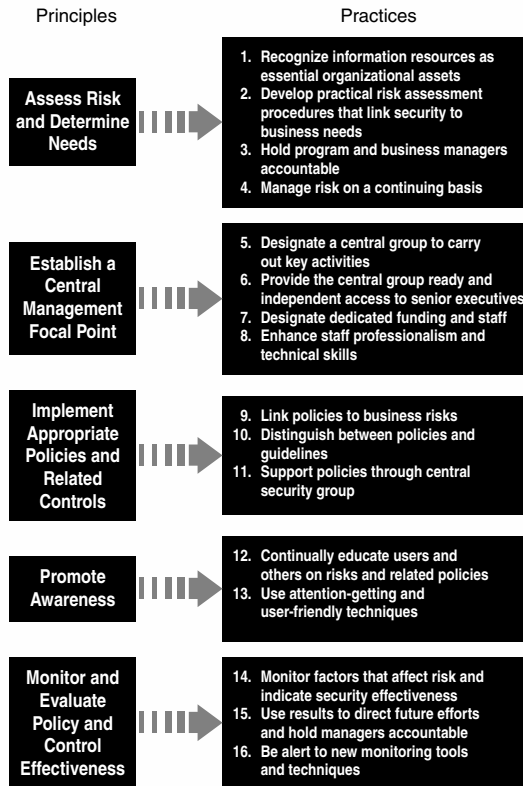 Principles
Practices
Assess Risk
and Determine
Needs
1. Recognize information resources as
essential organizational assets
2. Develop practical risk assessment
procedures that link security to
business needs
3. Hold program and business managers
accountable
4. Manage risk on a continuing basis
Establish a
Central
Management
Focal Point
5. Designate a central group to carry
out key activities
6. Provide the central group ready and
independent access to senior executives
7. Designate dedicated funding and staff
8. Enhance staff professionalism and
technical skills
Implement
Appropriate
Policies and
Related
Controls
9. Link policies to business risks
10. Distinguish between policies and
guidelines
11. Support policies through central
security group
Promote
Awareness
12. Continually educate users and
others on risks and related policies
13. Use attention-getting and
user-friendly techniques
Monitor and
Evaluate
Policy and
Control
Effectiveness
14. Monitor factors that affect risk and
indicate security effectiveness
15. Use results to direct future efforts
and hold managers accountable
16. Be alert to new monitoring tools
and techniques